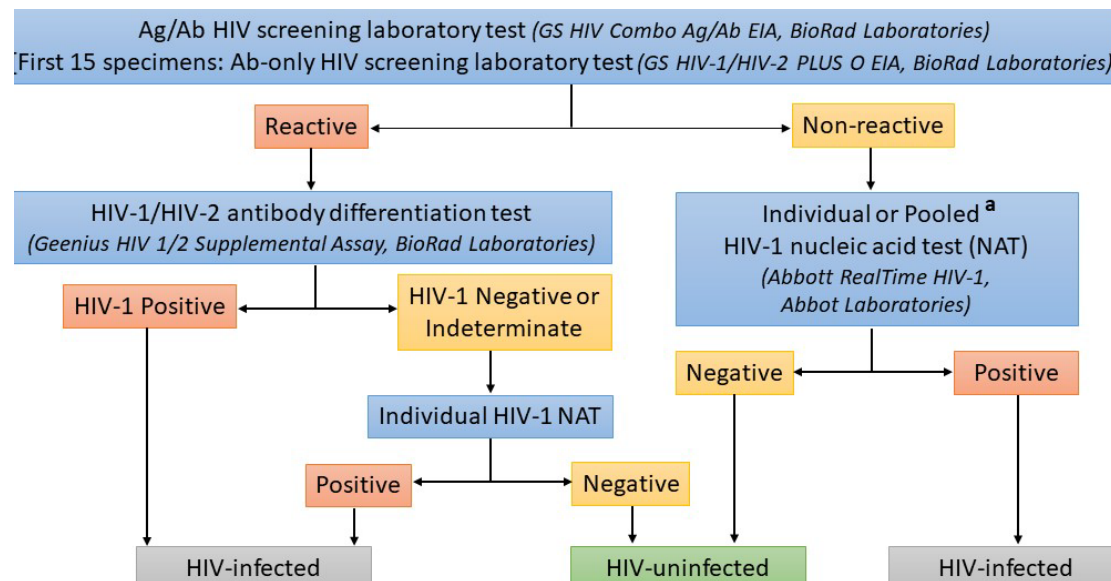 Ag/Ab HIV screening laboratory test (GS HIV Combo Ag/Ab EIA, BioRad Laboratories)
[First 15 specimens: Ab-only HIV screening laboratory test (GS HIV-1/HIV-2 PLUS O EIA, BioRad Laboratories)
Reactive
Non-reactive
HIV-1/HIV-2 antibody differentiation test
(Geenius HIV 1/2 Supplemental Assay, BioRad Laboratories)
Individual or Pooled a
HIV-1 nucleic acid test (NAT)
(Abbott RealTime HIV-1,
Abbot Laboratories)
HIV-1 Positive
HIV-1 Negative or
Indeterminate
Negative
Positive
Individual HIV-1 NAT
Positive
Negative
HIV-infected
HIV-uninfected
HIV-infected